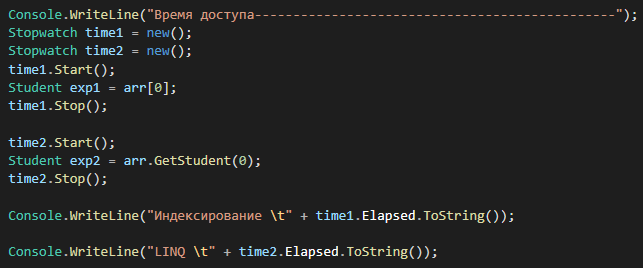 Console.WriteLine("Время доступа-----------------------------------------------");
Stopwatch time1 = new();
Stopwatch time2 = new();
time1.Start();
Student exp1 = arr[0];
time1.Stop();

time2.Start();
Student exp2 = arr.GetStudent(0);
time2.Stop();

Console.WriteLine("Индексирование \t" + time1.Elapsed.ToString());

Console.WriteLine("LINQ \t" + time2.Elapsed.ToString());